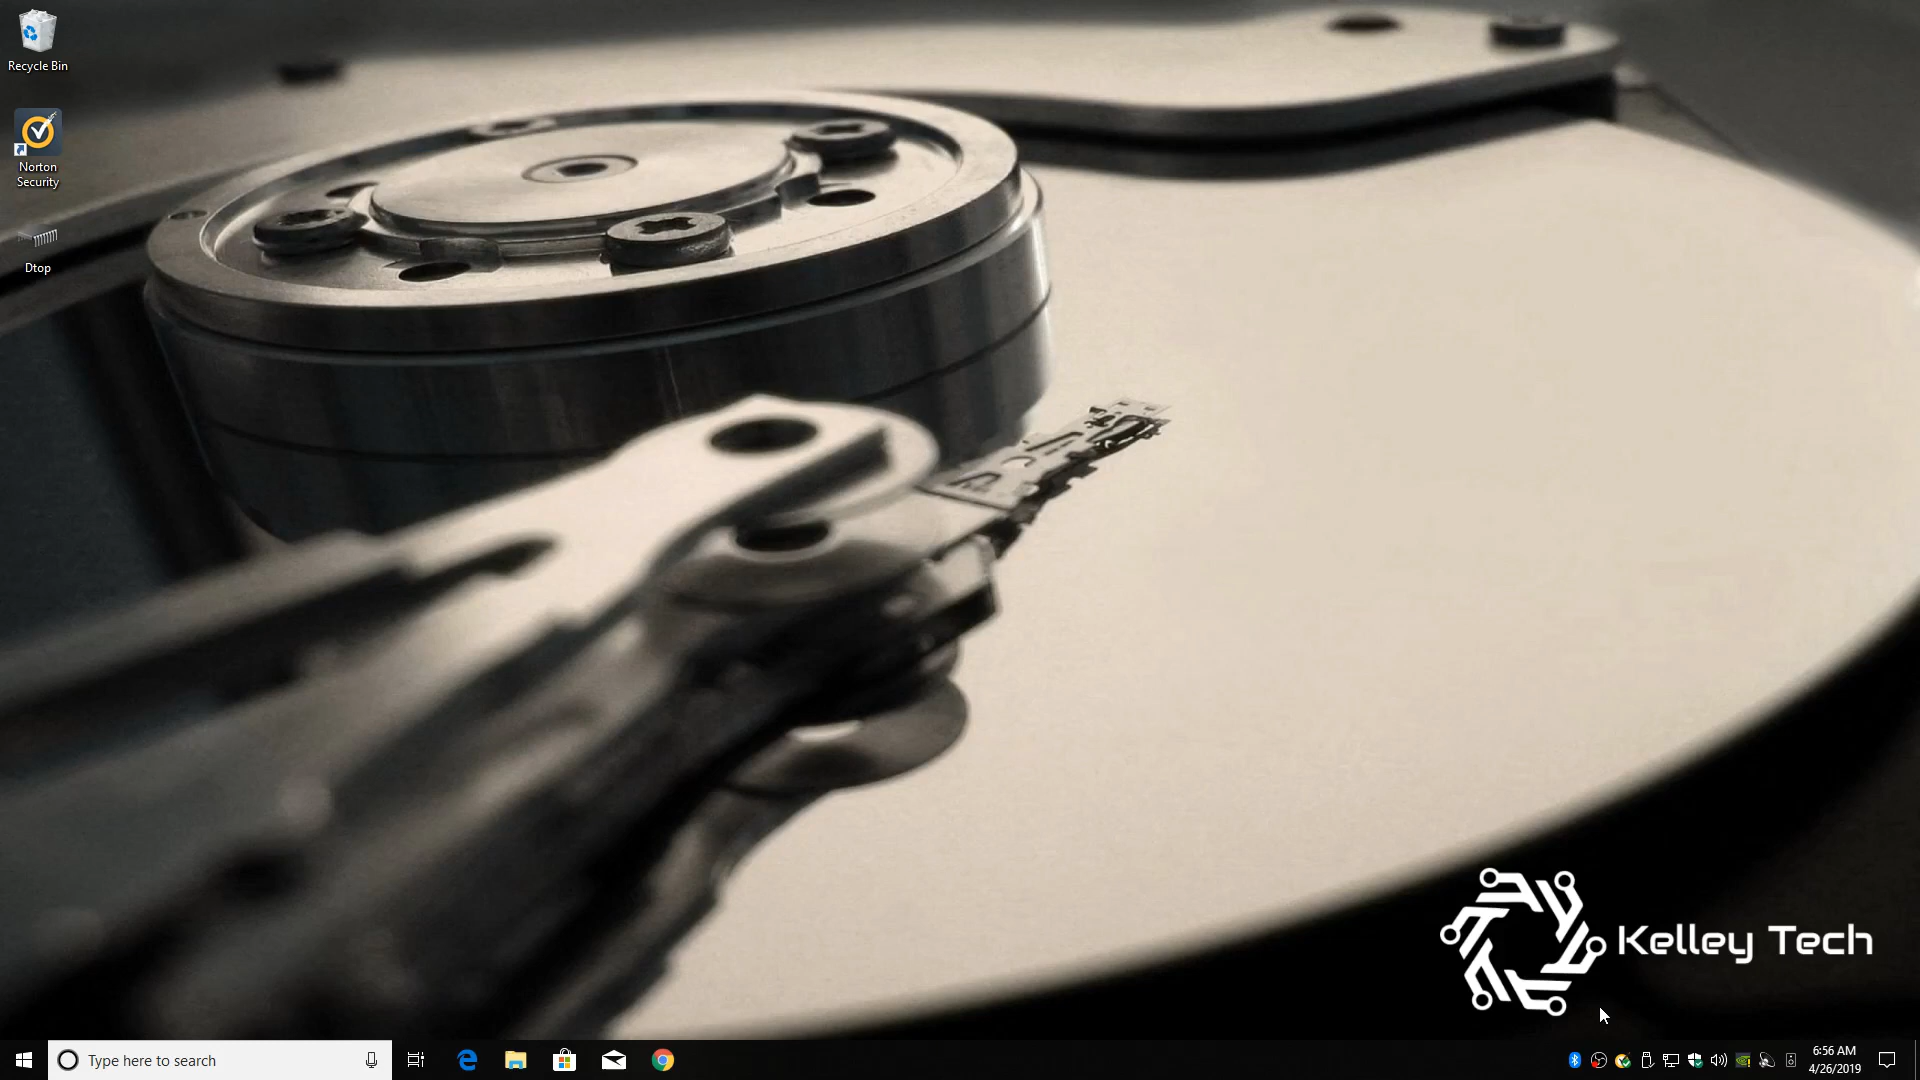 Recycle Bin
Norton
Security
Dtop
Kelley Tech
Type here to search
6:56 AM
4/26/2019